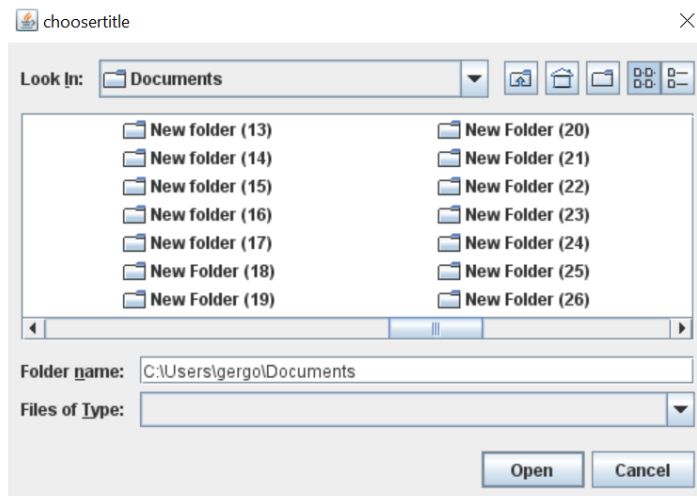 choosertitle
Look In: Documents
New folder (13) New Folder (20)
New folder (14) New Folder (21)
New folder (15) New Folder (22)
New folder (16) New Folder (23)
New folder (17) New Folder (24)
New Folder (18) New Folder (25)
New Folder (19) New Folder (26)
Folder name: C:\Users\gergo\Documents
Files of Type:
Open Cancel